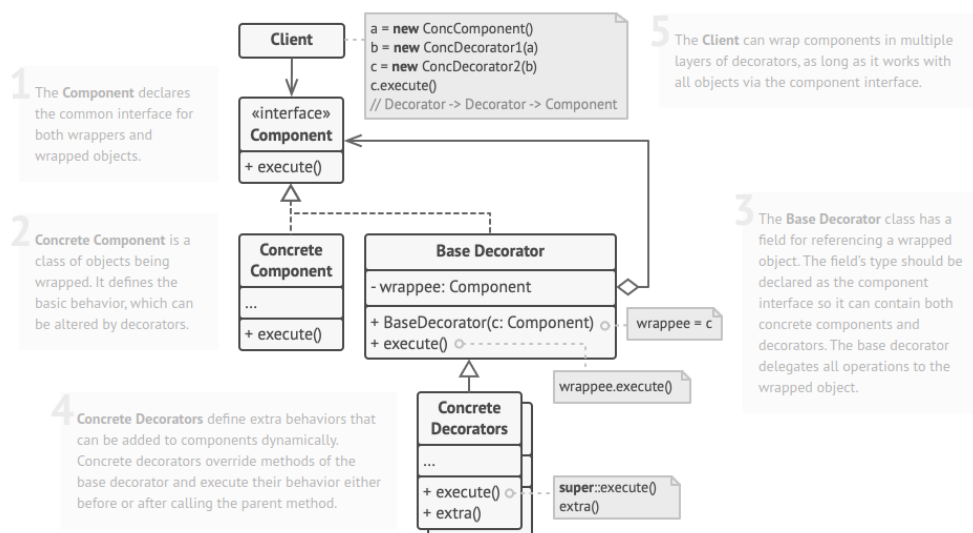 Client
a = new ConcComponent()
b = new ConcDecorator1(a)
c = new ConcDecorator2(b)
c.execute()
// Decorator -> Decorator -> Component
5
The Client can wrap components in multiple
layers of decorators, as long as it works with
all objects via the component interface.
1
The Component declares
the common interface for
both wrappers and
wrapped objects.
«interface»
Component
+ execute()
2
Concrete Component is a
class of objects being
wrapped. It defines the
basic behavior, which can
be altered by decorators.
Concrete
Component
...
+ execute()
Base Decorator
- wrappee: Component
+ BaseDecorator(c: Component)
+ execute()
wrappee = c
wrappee.execute()
3
The Base Decorator class has a
field for referencing a wrapped
object. The field's type should be
declared as the component
interface so it can contain both
concrete components and
decorators. The base decorator
delegates all operations to the
wrapped object.
4
Concrete Decorators define extra behaviors that
can be added to components dynamically.
Concrete decorators override methods of the
base decorator and execute their behavior either
before or after calling the parent method.
Concrete
Decorators
...
+ execute()
+ extra()
super::execute()
extra()